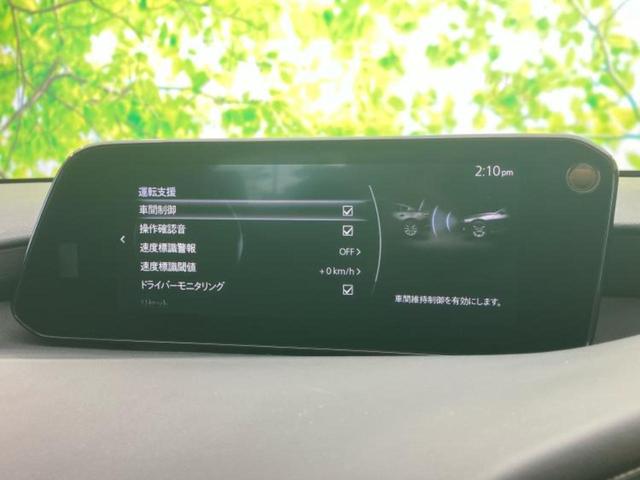 2:10pm
運転支援
車間制御
操作確認音
速度標識警報 OFF
速度標識閾値 +0km/h
ドライバーモニタリング
車間維持制御を有効にします。